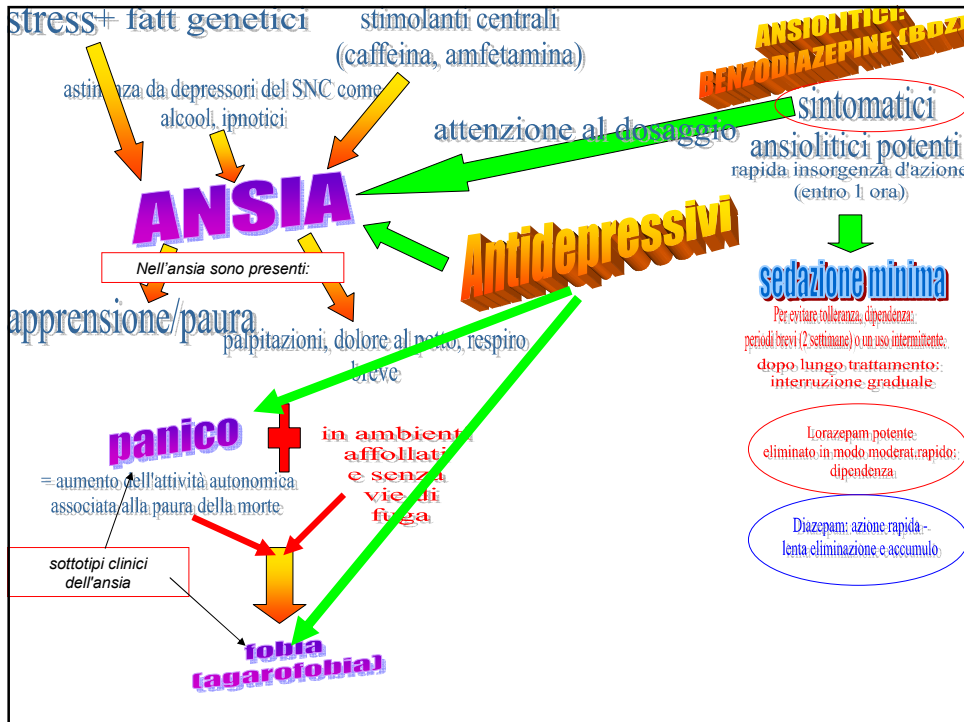 stress+ fatt genetici
stimolanti centrali
(caffeina, amfetamina)
astinenza da depressori del SNC come
alcool, ipnotici
ANSIOLITICI:
BENZODIAZEPINE (BDZ)
sintomatici
attenzione al dosaggio
ansiolitici potenti
rapida insorgenza d'azione
(entro 1 ora)
ANSIA
Antidepressivi
Nell'ansia sono presenti:
sedazione minima
apprensione/paura
palpitazioni, dolore al petto, respiro
breve
Per evitare tolleranza, dipendenza:
periodi brevi (2 settimane) o un uso intermittente,
dopo lungo trattamento:
interruzione graduale
panico
in ambienti
affollati
e senza
vie di
fuga
= aumento dell'attività autonomica
associata alla paura della morte
Lorazepam potente
eliminato in modo moderat.rapido:
dipendenza
Diazepam: azione rapida -
lenta eliminazione e accumulo
sottotipi clinici
dell'ansia
fobia
(agarofobia)